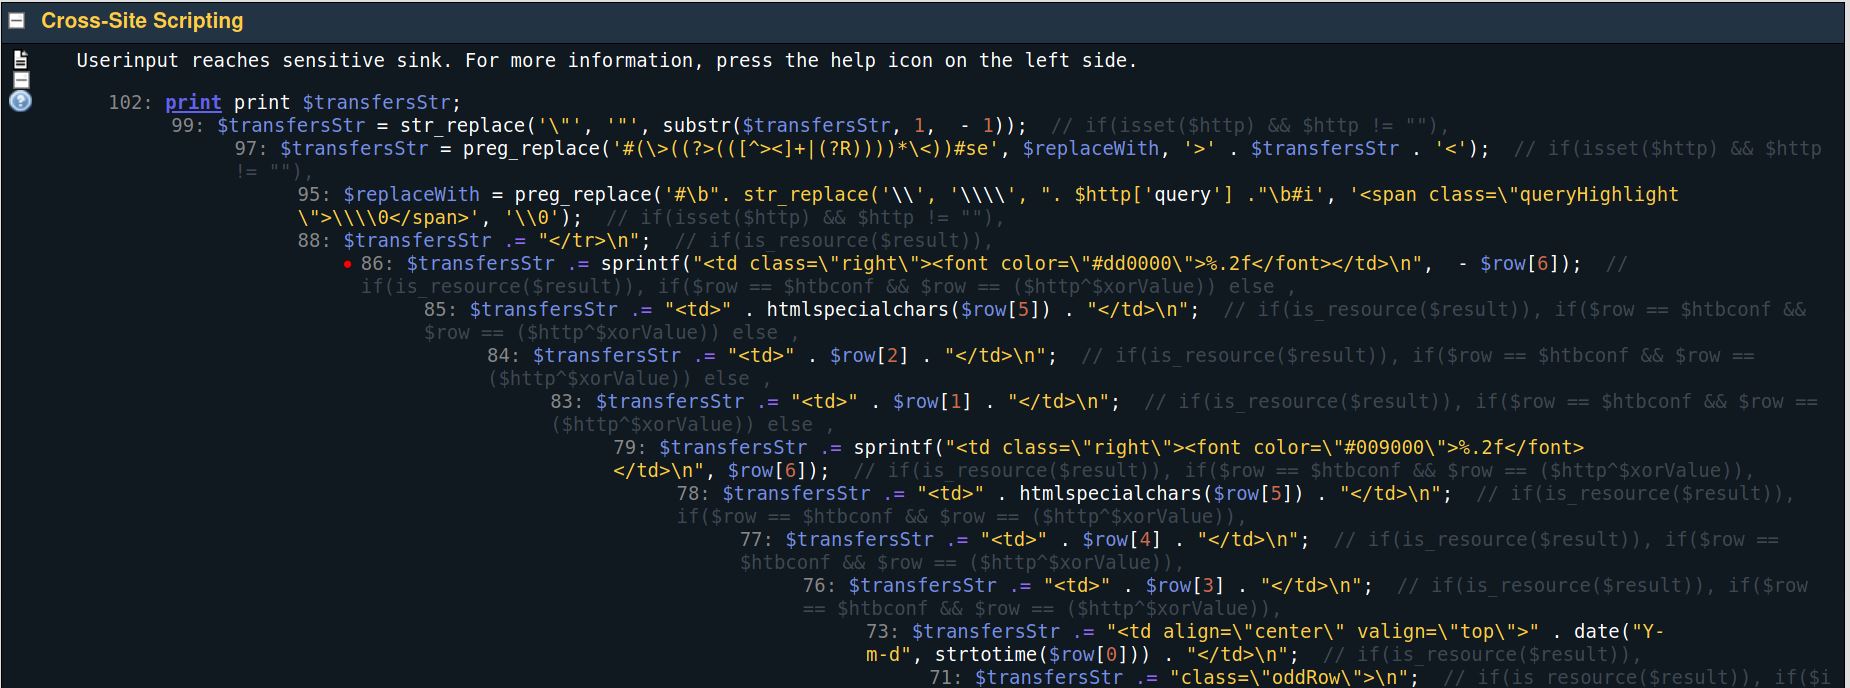 Cross-Site Scripting
Userinput reaches sensitive sink. For more information, press the help icon on the left side.
102: print print $transfersStr;
99: $transfersStr = str_replace('\"', '"', substr($transfersStr, 1,  - 1));  // if(isset($http) && $http != ""),
97: $transfersStr = preg_replace('#(\>((?>(([^><]+|(?R))))*\<))#se', $replaceWith, '>' . $transfersStr . '<');  // if(isset($http) && $http
!= ""),
95: $replaceWith = preg_replace('#\b". str_replace('\\', '\\\\', ". $http['query'] ."\b#i', '<span class=\"queryHighlight
\">\\\\0</span>', '\\0');  // if(isset($http) && $http != ""),
88: $transfersStr .= "</tr>\n";  // if(is_resource($result)),
86: $transfersStr .= sprintf("<td class=\"right\"><font color=\"#dd0000\">%.2f</font></td>\n",  - $row[6]);  //
if(is_resource($result)), if($row == $htbconf && $row == ($http^$xorValue)) else ,
85: $transfersStr .= "<td>" . htmlspecialchars($row[5]) . "</td>\n";  // if(is_resource($result)), if($row == $htbconf &&
$row == ($http^$xorValue)) else ,
84: $transfersStr .= "<td>" . $row[2] . "</td>\n";  // if(is_resource($result)), if($row == $htbconf && $row ==
($http^$xorValue)) else ,
83: $transfersStr .= "<td>" . $row[1] . "</td>\n";  // if(is_resource($result)), if($row == $htbconf && $row ==
($http^$xorValue)) else ,
79: $transfersStr .= sprintf("<td class=\"right\"><font color=\"#009000\">%.2f</font>
</td>\n", $row[6]);  // if(is_resource($result)), if($row == $htbconf && $row == ($http^$xorValue)),
78: $transfersStr .= "<td>" . htmlspecialchars($row[5]) . "</td>\n";  // if(is_resource($result)),
if($row == $htbconf && $row == ($http^$xorValue)),
77: $transfersStr .= "<td>" . $row[4] . "</td>\n";  // if(is_resource($result)), if($row ==
$htbconf && $row == ($http^$xorValue)),
76: $transfersStr .= "<td>" . $row[3] . "</td>\n";  // if(is_resource($result)), if($row
== $htbconf && $row == ($http^$xorValue)),
73: $transfersStr .= "<td align=\"center\" valign=\"top\">" . date("Y-
m-d", strtotime($row[0])) . "</td>\n";  // if(is_resource($result)),
71: $transfersStr .= "class=\"oddRow\">\n";  // if(is_resource($result)), if($i